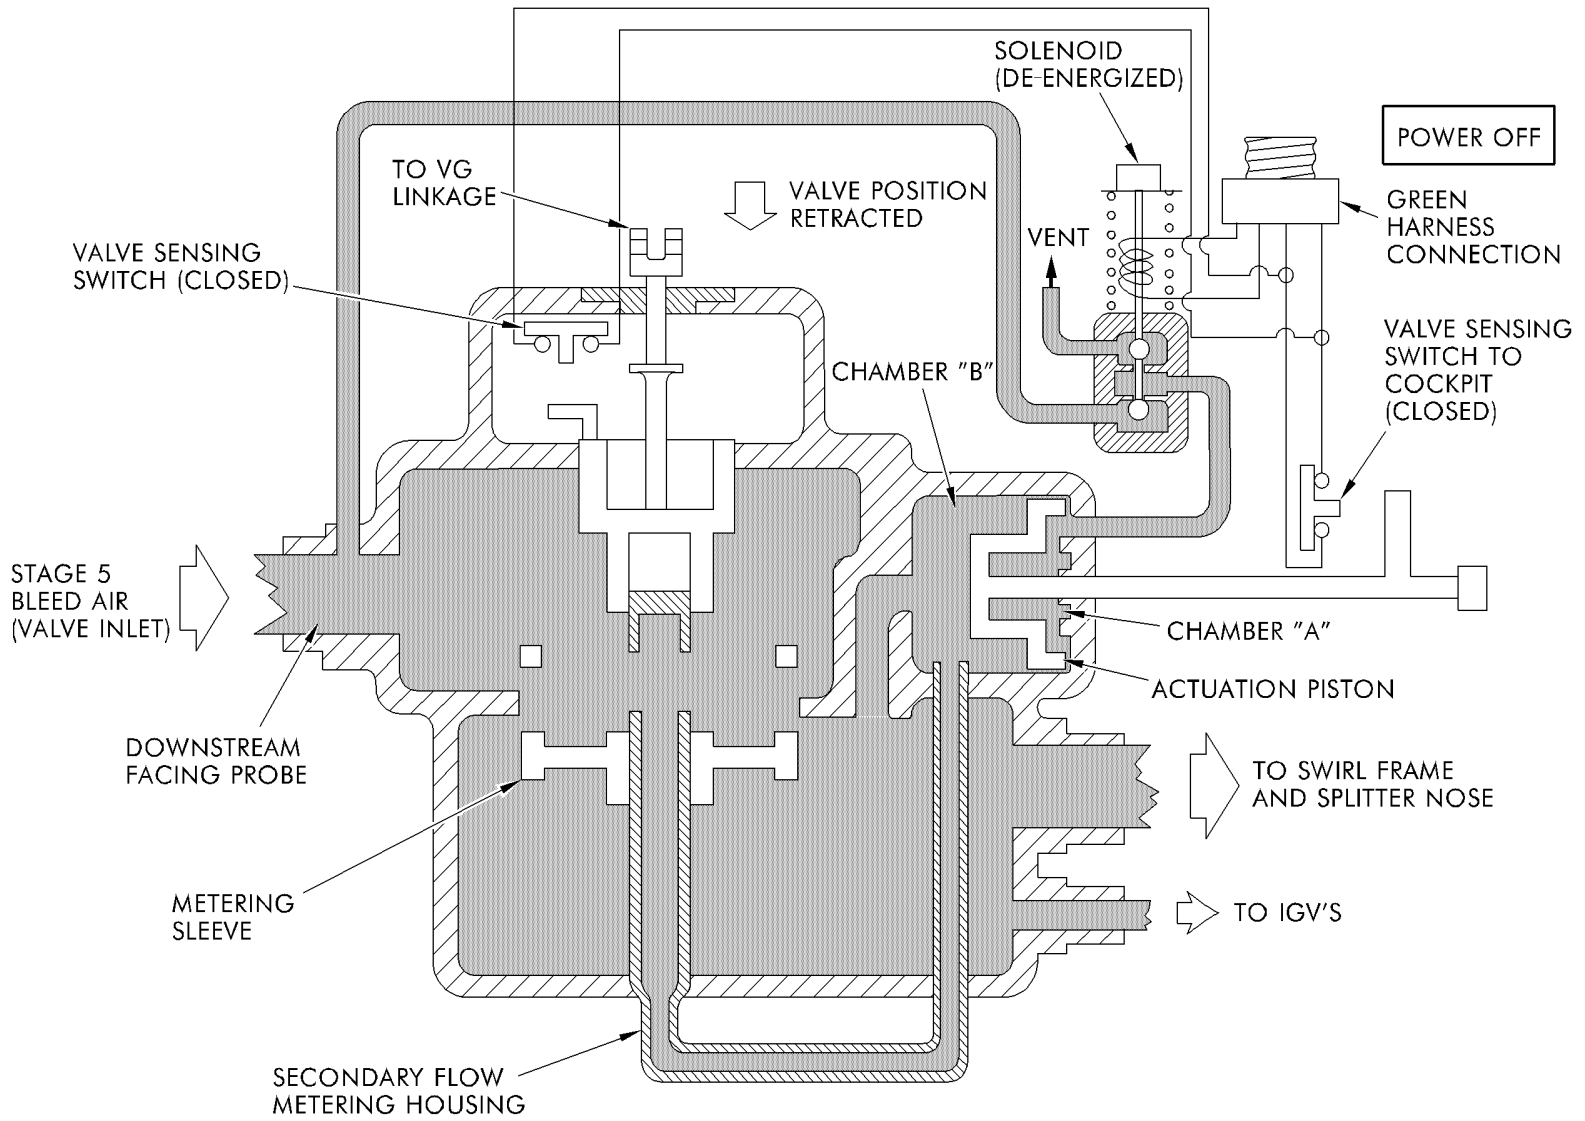 SOLENOID
(DE-ENERGIZED)
POWER OFF
TO VG
LINKAGE
VALVE POSITION
RETRACTED
GREEN
HARNESS
CONNECTION
VENT
VALVE SENSING
SWITCH (CLOSED)
VALVE SENSING
SWITCH TO
COCKPIT
(CLOSED)
CHAMBER "B"
STAGE 5
BLEED AIR
(VALVE INLET)
CHAMBER "A"
ACTUATION PISTON
DOWNSTREAM
FACING PROBE
TO SWIRL FRAME
AND SPLITTER NOSE
METERING
SLEEVE
TO IGV'S
SECONDARY FLOW
METERING HOUSING